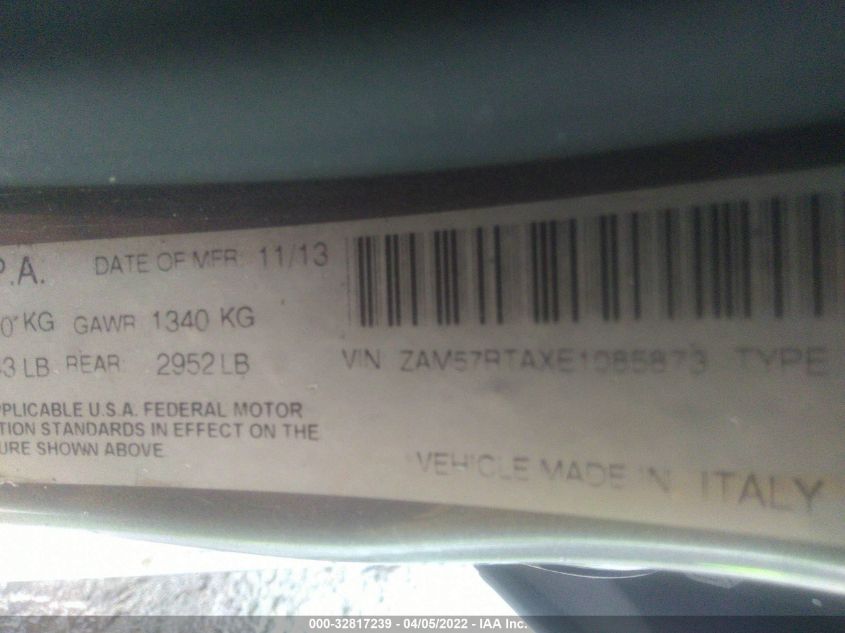 P.A. DATE OF MFR: 11/13
0 KG GAWR 1340 KG
3 LB REAR 2952 LB
VIN ZAM57RTAXE1085873 TYPE
PPLICABLE U.S.A. FEDERAL MOTOR
TION STANDARDS IN EFFECT ON THE
URE SHOWN ABOVE
VEHICLE MADE IN ITALY
000-32817239 - 04/05/2022 - IAA Inc.